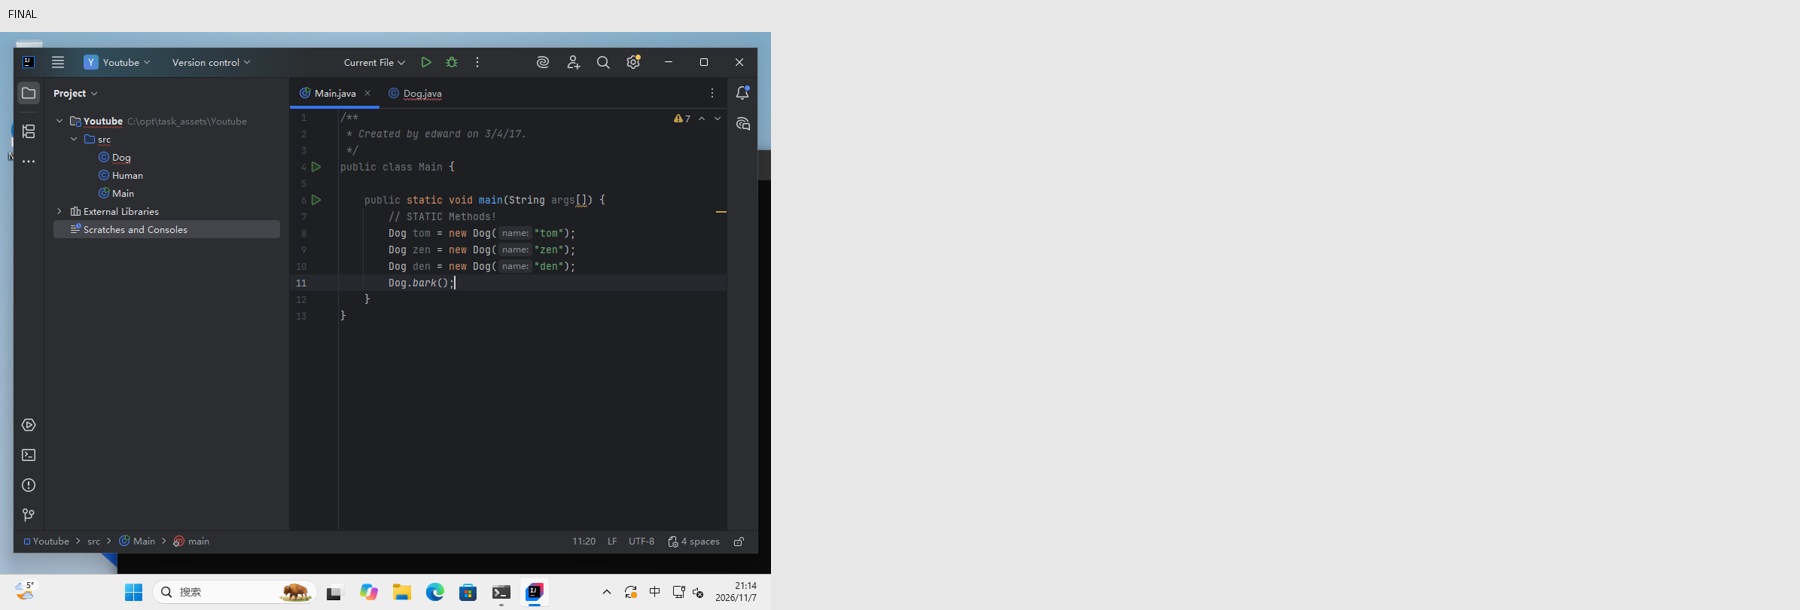 FINAL
Y Youtube Version control Current File
Project
Main.java Dog.java
Youtube C:\opt\task_assets\Youtube
src
Dog
Human
Main
External Libraries
Scratches and Consoles
7
1 /**
2 * Created by edward on 3/4/17.
3 */
4 public class Main {
5
6 public static void main(String args[]) {
7 // STATIC Methods!
8 Dog tom = new Dog( name: "tom");
9 Dog zen = new Dog( name: "zen");
10 Dog den = new Dog( name: "den");
11 Dog.bark();
12 }
13 }
Youtube > src > Main > main 11:20 LF UTF-8 4 spaces
5° 搜索 中 21:14
2026/11/7